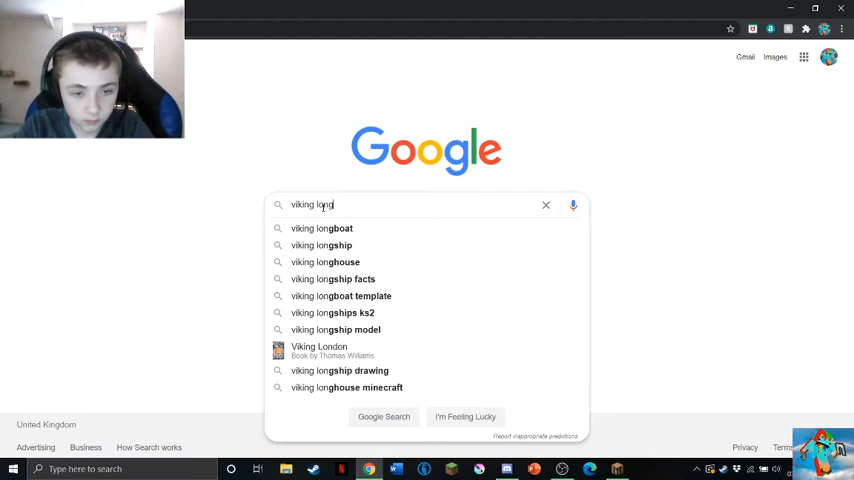 Gmail Images
Google
viking long
viking longboat
viking longship
viking longhouse
viking longship facts
viking longboat template
viking longships ks2
viking longship model
Viking London
Book by Thomas Williams
viking longship drawing
viking longhouse minecraft
Google Search I'm Feeling Lucky
Report inappropriate predictions
United Kingdom
Advertising Business How Search works Privacy
Type here to search